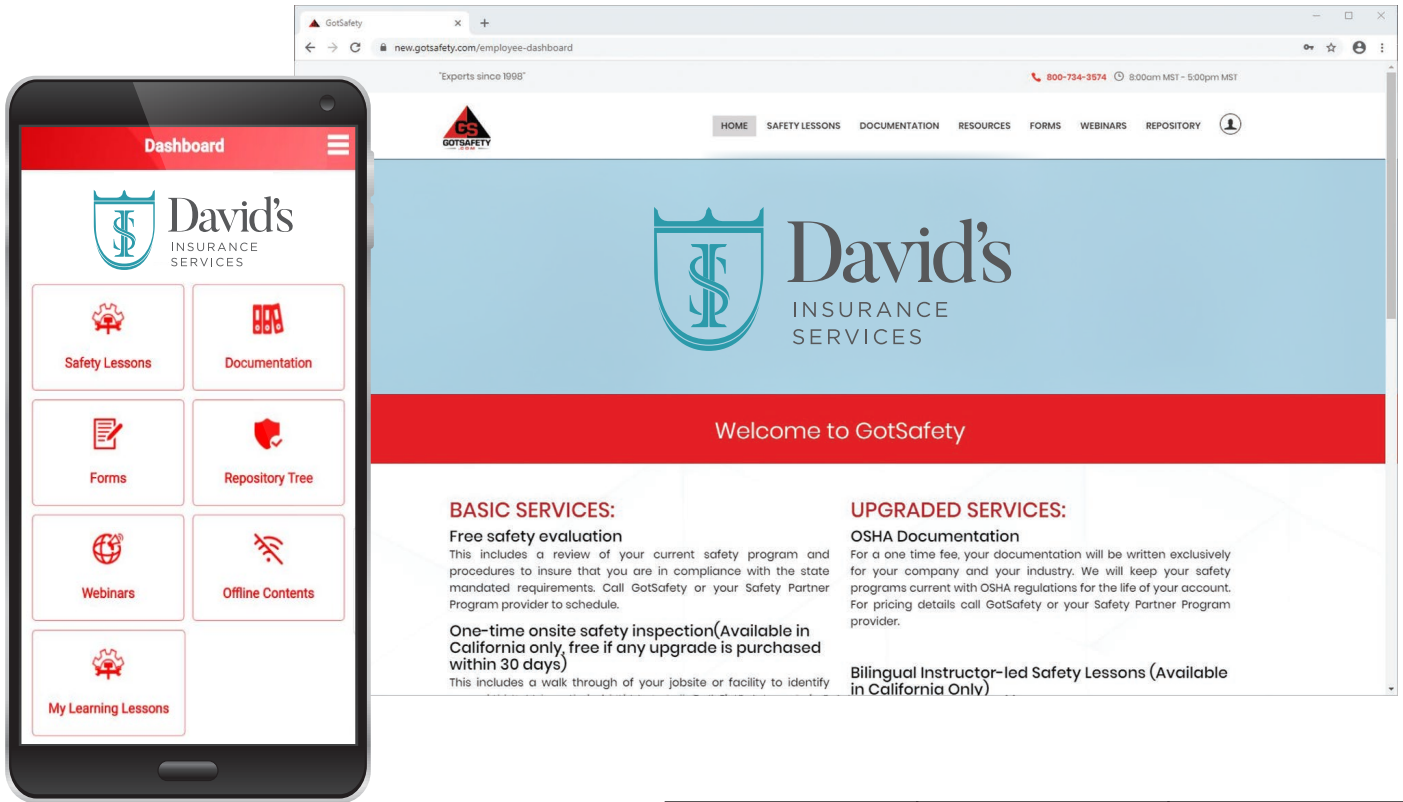 GotSafety
new.gotsafety.com/employee-dashboard
"Experts since 1998"
800-734-3574
8:00am MST - 5:00pm MST
GS
GOTSAFETY
.COM
HOME
SAFETY LESSONS
DOCUMENTATION
RESOURCES
FORMS
WEBINARS
REPOSITORY
David's
INSURANCE
SERVICES
Welcome to GotSafety
BASIC SERVICES:
Free safety evaluation
This includes a review of your current safety program and
procedures to insure that you are in compliance with the state
mandated requirements. Call GotSafety or your Safety Partner
Program provider to schedule.
One-time onsite safety inspection(Available in
California only, free if any upgrade is purchased
within 30 days)
This includes a walk through of your jobsite or facility to identify
UPGRADED SERVICES:
OSHA Documentation
For a one time fee, your documentation will be written exclusively
for your company and your industry. We will keep your safety
programs current with OSHA regulations for the life of your account.
For pricing details call GotSafety or your Safety Partner Program
provider.
Bilingual Instructor-led Safety Lessons (Available
in California Only)
Dashboard
David's
INSURANCE
SERVICES
Safety Lessons
Documentation
Forms
Repository Tree
Webinars
Offline Contents
My Learning Lessons